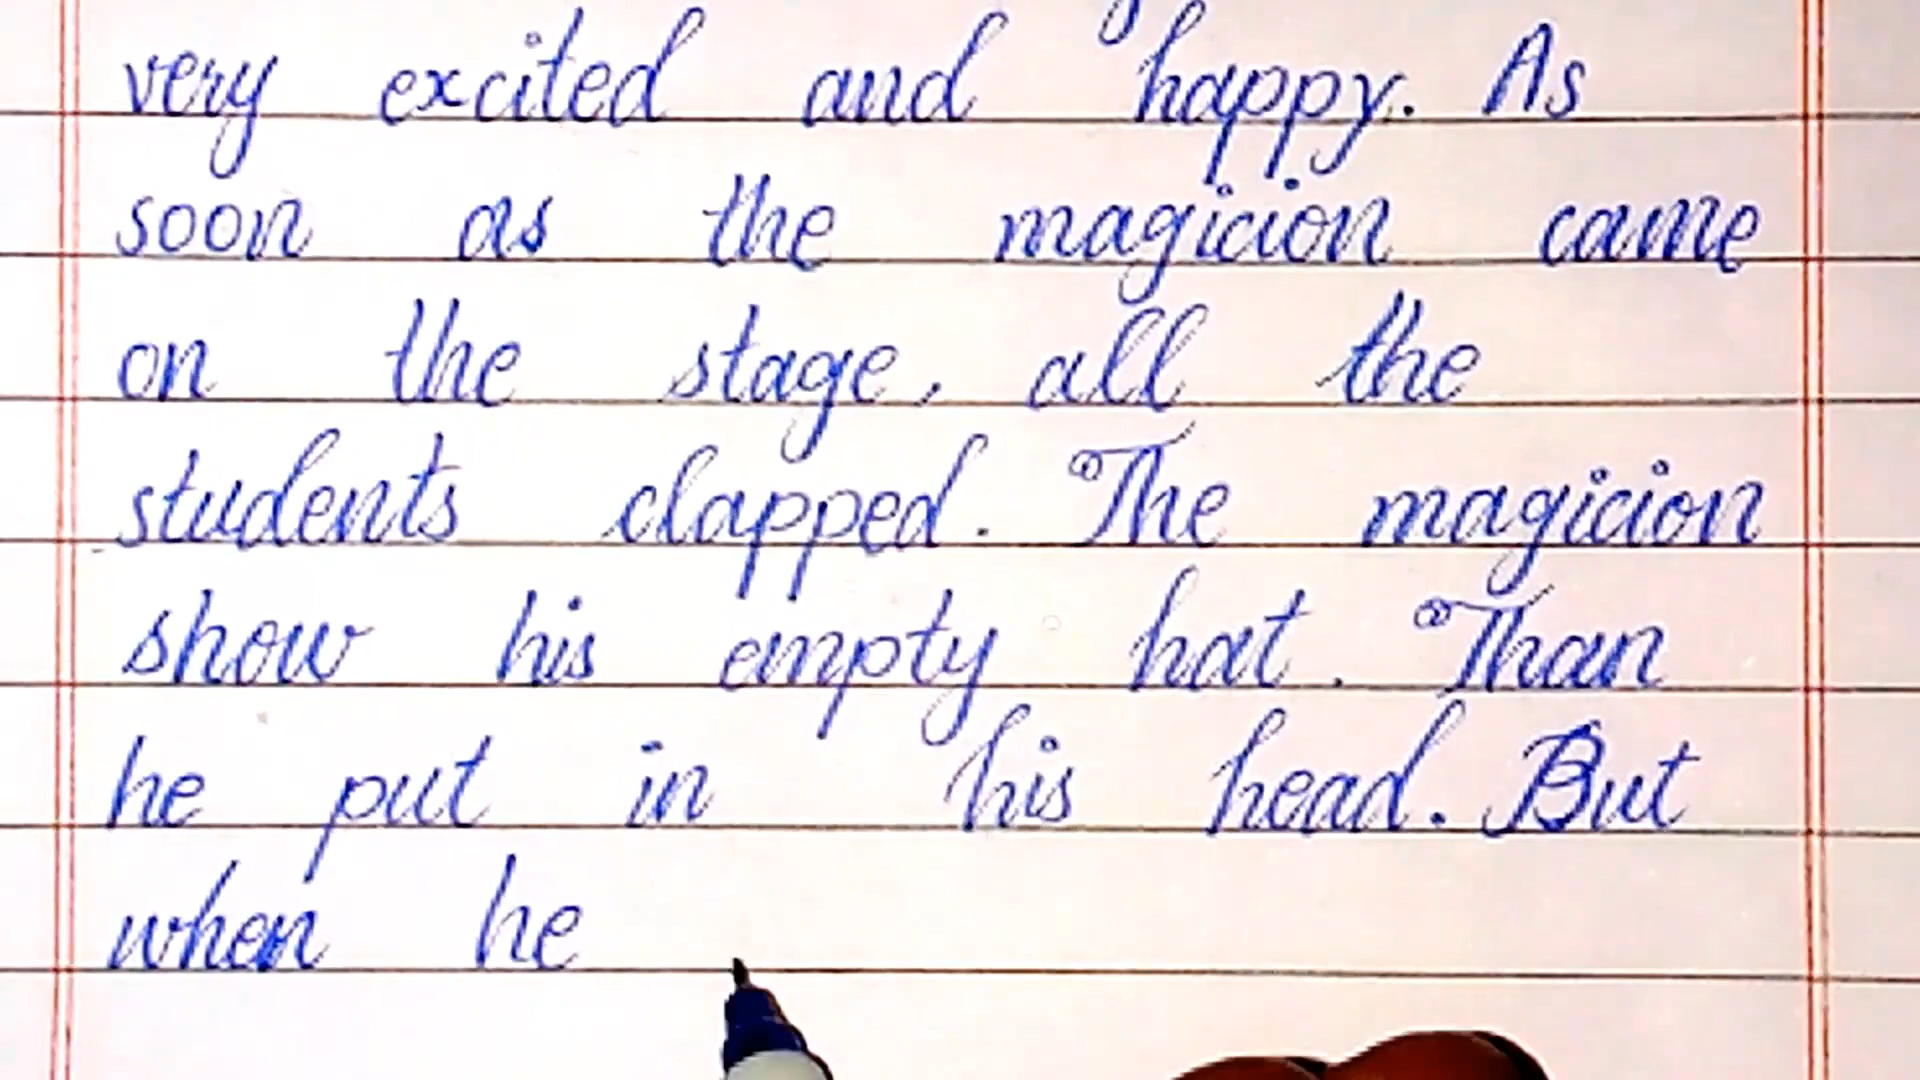 very excited and happy. As
soon as the magicion came
on the stage, all the
students clapped. The magicion
show his empty hat. Than
he put in his head. But
when he